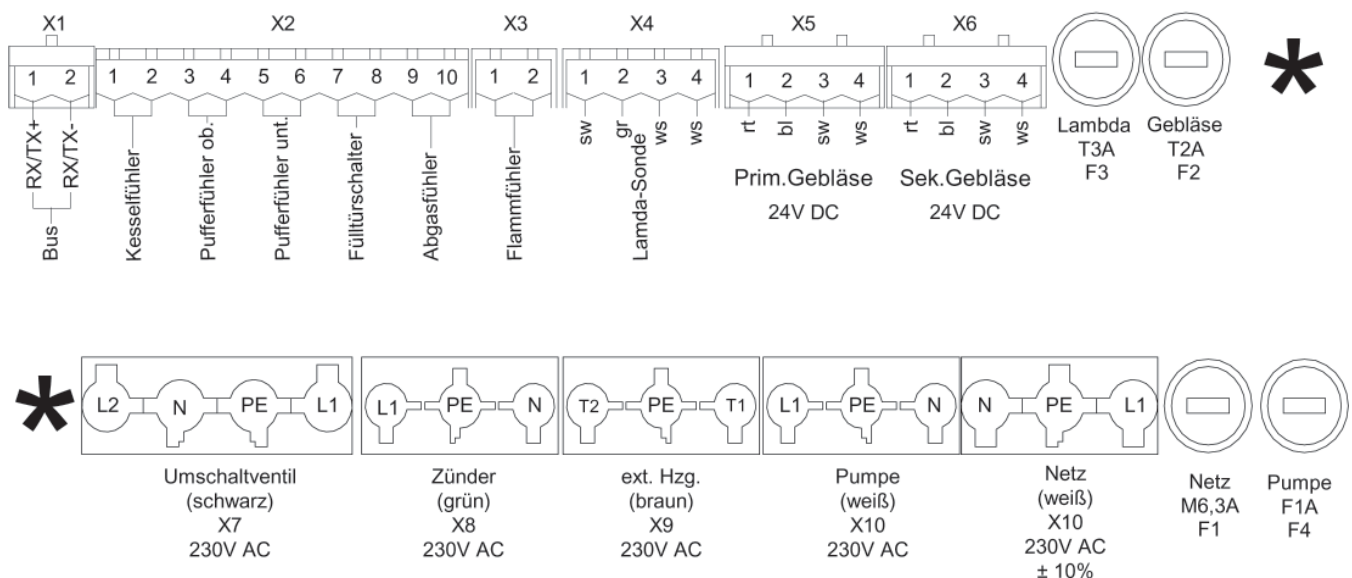 X1 X2 X3 X4 X5 X6
1 2 1 2 3 4 5 6 7 8 9 10 1 2 1 2 3 4 1 2 3 4 1 2 3 4
RX/TX+
RX/TX-
Bus
Kesselfühler
Pufferfühler ob.
Pufferfühler unt.
Fülltürschalter
Abgasfühler
Flammfühler
sw gr ws ws
Lamda-Sonde
rt bl sw ws
Prim.Gebläse
24V DC
rt bl sw ws
Sek.Gebläse
24V DC
Lambda
T3A
F3
Gebläse
T2A
F2
*
*
L2 N PE L1
Umschaltventil
(schwarz)
X7
230V AC
L1 PE N
Zünder
(grün)
X8
230V AC
T2 PE T1
ext. Hzg.
(braun)
X9
230V AC
L1 PE N
Pumpe
(weiß)
X10
230V AC
N PE L1
Netz
(weiß)
X10
230V AC
± 10%
Netz
M6,3A
F1
Pumpe
F1A
F4